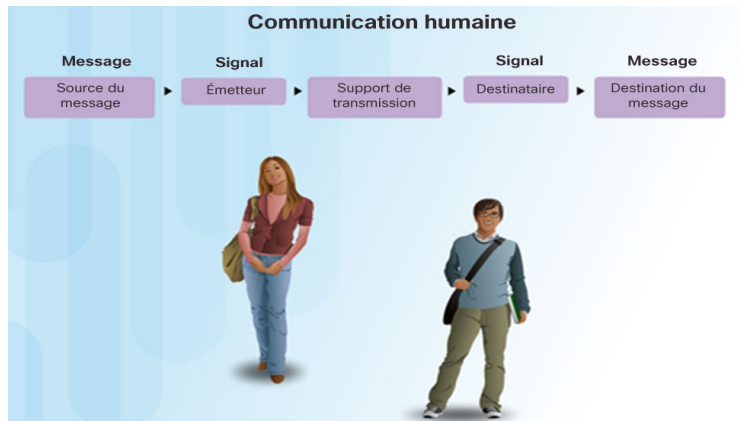 Communication humaine
Message
Signal
Signal
Message
Source du
message
Émetteur
Support de
transmission
Destinataire
Destination du
message